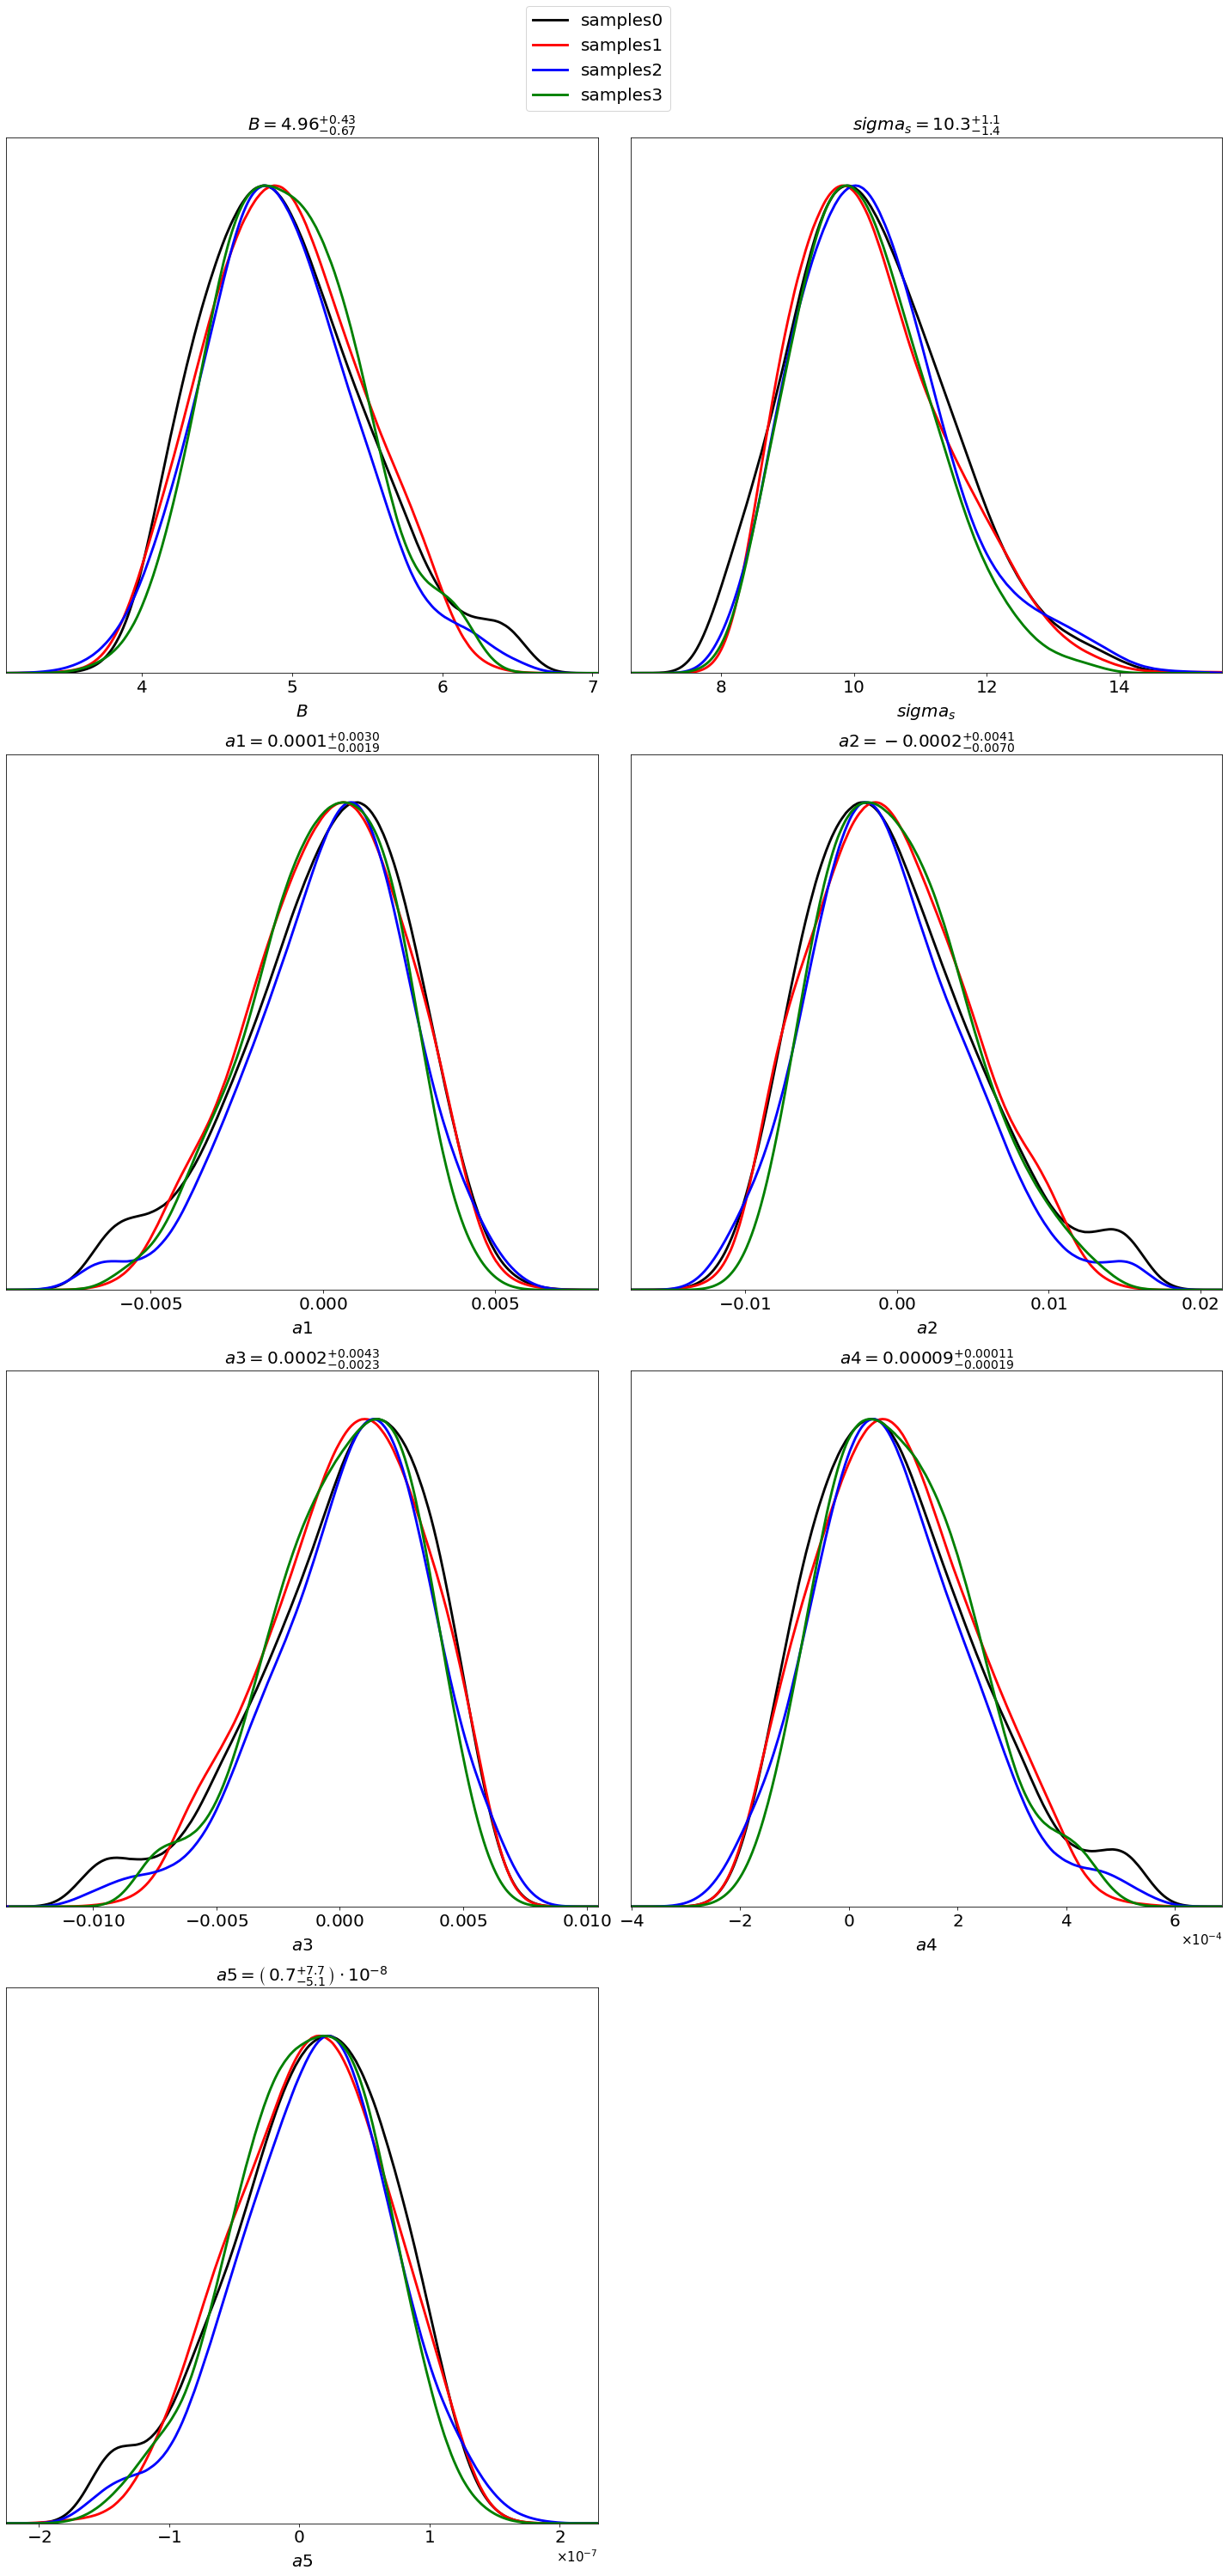 samples0
samples1
samples2
samples3
B = 4.96^{+0.43}_{-0.67}
sigma_s = 10.3^{+1.1}_{-1.4}
4 5 6 7
8 10 12 14
B
sigma_s
a1 = 0.0001^{+0.0030}_{-0.0019}
a2 = −0.0002^{+0.0041}_{-0.0070}
−0.005 0.000 0.005
−0.01 0.00 0.01 0.02
a1
a2
a3 = 0.0002^{+0.0043}_{-0.0023}
a4 = 0.00009^{+0.00011}_{-0.00019}
−0.010 −0.005 0.000 0.005 0.010
−4 −2 0 2 4 6
×10^{−4}
a3
a4
a5 = (0.7^{+7.7}_{-5.1}) · 10^{−8}
−2 −1 0 1 2
×10^{−7}
a5